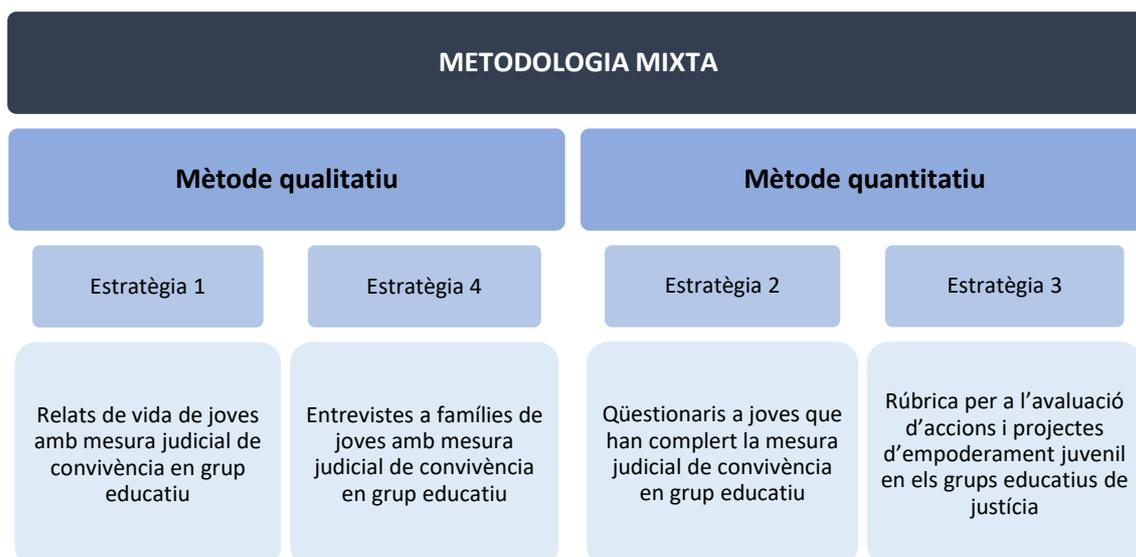 METODOLOGIA MIXTA
Mètode qualitatiu
Mètode quantitatiu
Estratègia 1
Estratègia 4
Estratègia 2
Estratègia 3
Relats de vida de joves
amb mesura judicial de
convivència en grup
educatiu
Entrevistes a famílies de
joves amb mesura
judicial de convivència
en grup educatiu
Qüestionaris a joves que
han complert la mesura
judicial de convivència
en grup educatiu
Rúbrica per a l’avaluació
d’accions i projectes
d’empoderament juvenil
en els grups educatius de
justícia